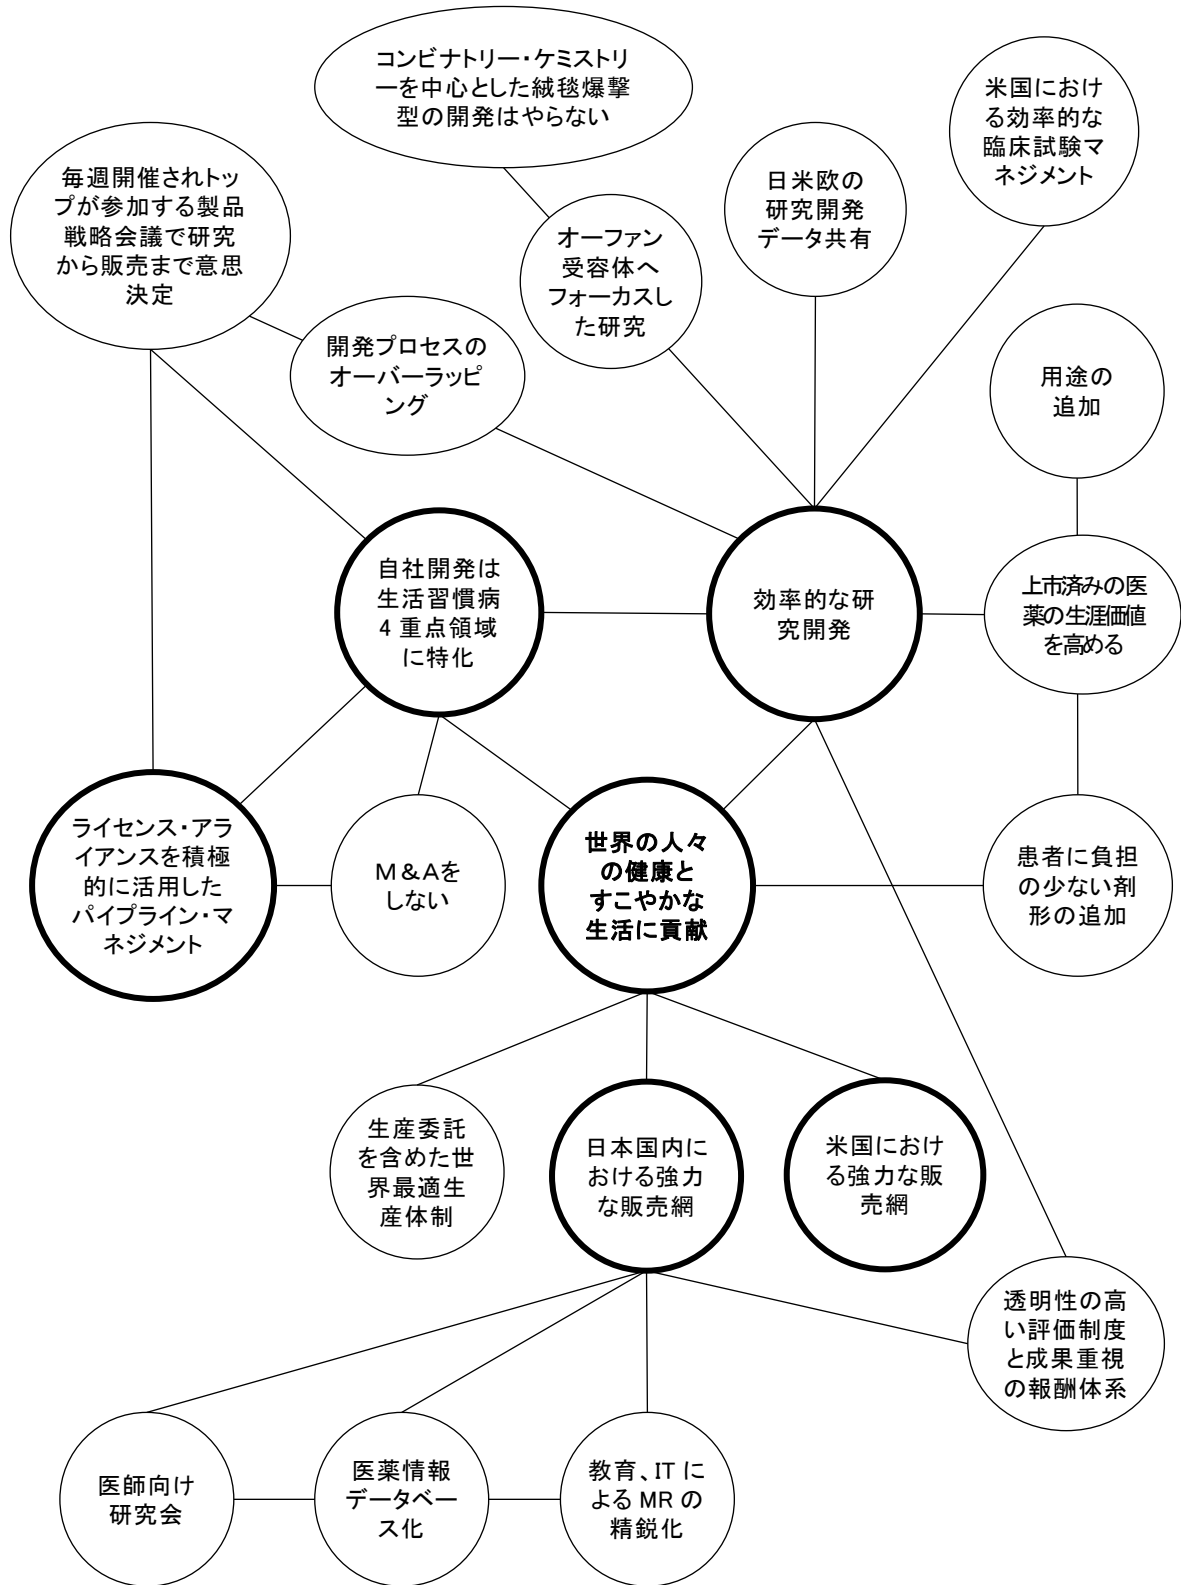 コンビナトリー・ケミストリ
ーを中心とした絨毯爆撃
型の開発はやらない
米国におけ
る効率的な
臨床試験マ
ネジメント
毎週開催されトッ
プが参加する製品
戦略会議で研究
から販売まで意思
決定
日米欧の
研究開発
データ共有
オーファン
受容体へ
フォーカスし
た研究
開発プロセスの
オーバーラッピ
ング
用途の
追加
自社開発は
生活習慣病
4 重点領域
に特化
効率的な研
究開発
上市済みの医
薬の生涯価値
を高める
ライセンス・アラ
イアンスを積極
的に活用した
パイプライン・マ
ネジメント
M&Aを
しない
世界の人々
の健康と
すこやかな
生活に貢献
患者に負担
の少ない剤
形の追加
生産委託
を含めた世
界最適生
産体制
日本国内に
おける強力
な販売網
米国におけ
る強力な販
売網
透明性の高
い評価制度
と成果重視
の報酬体系
医師向け
研究会
医薬情報
データベー
ス化
教育、IT に
よる MR の
精鋭化